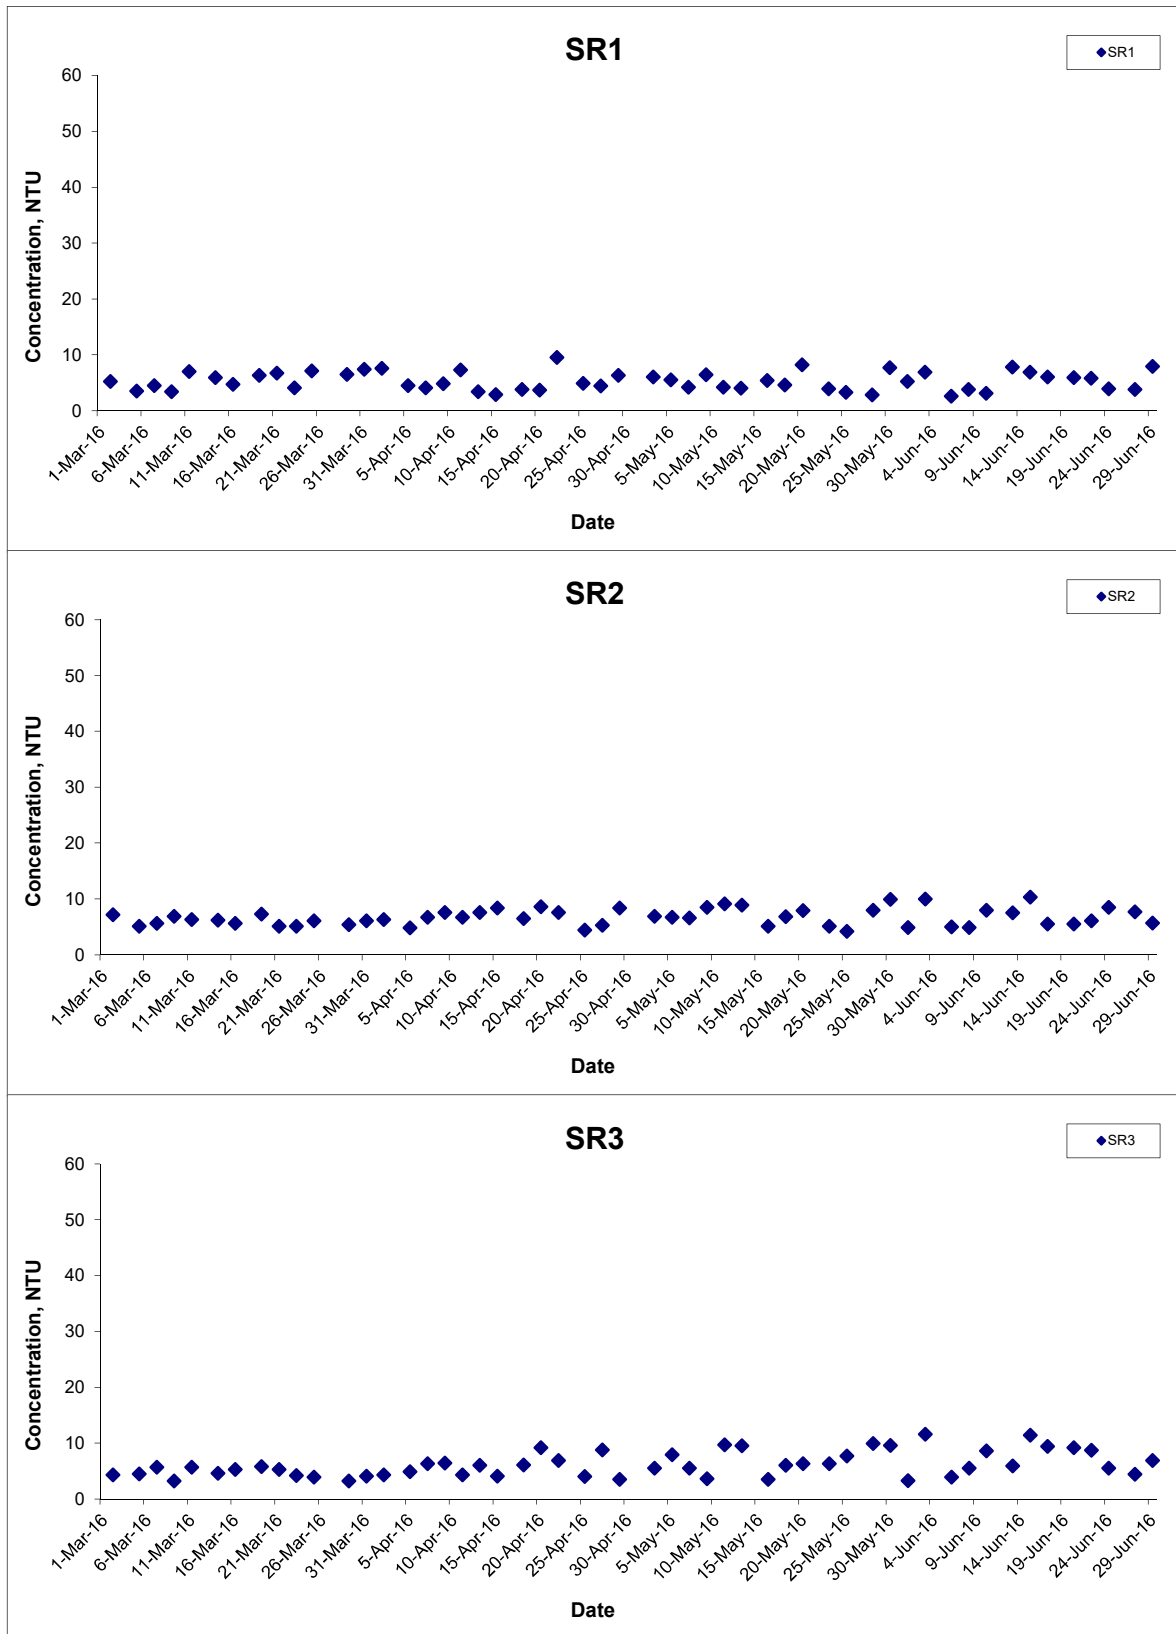 SR1
SR1
Concentration, NTU
60
50
40
30
20
10
0
1-Mar-16
6-Mar-16
11-Mar-16
16-Mar-16
21-Mar-16
26-Mar-16
31-Mar-16
5-Apr-16
10-Apr-16
15-Apr-16
20-Apr-16
25-Apr-16
30-Apr-16
5-May-16
10-May-16
15-May-16
20-May-16
25-May-16
30-May-16
4-Jun-16
9-Jun-16
14-Jun-16
19-Jun-16
24-Jun-16
29-Jun-16
Date
SR2
SR2
Concentration, NTU
60
50
40
30
20
10
0
1-Mar-16
6-Mar-16
11-Mar-16
16-Mar-16
21-Mar-16
26-Mar-16
31-Mar-16
5-Apr-16
10-Apr-16
15-Apr-16
20-Apr-16
25-Apr-16
30-Apr-16
5-May-16
10-May-16
15-May-16
20-May-16
25-May-16
30-May-16
4-Jun-16
9-Jun-16
14-Jun-16
19-Jun-16
24-Jun-16
29-Jun-16
Date
SR3
SR3
Concentration, NTU
60
50
40
30
20
10
0
1-Mar-16
6-Mar-16
11-Mar-16
16-Mar-16
21-Mar-16
26-Mar-16
31-Mar-16
5-Apr-16
10-Apr-16
15-Apr-16
20-Apr-16
25-Apr-16
30-Apr-16
5-May-16
10-May-16
15-May-16
20-May-16
25-May-16
30-May-16
4-Jun-16
9-Jun-16
14-Jun-16
19-Jun-16
24-Jun-16
29-Jun-16
Date